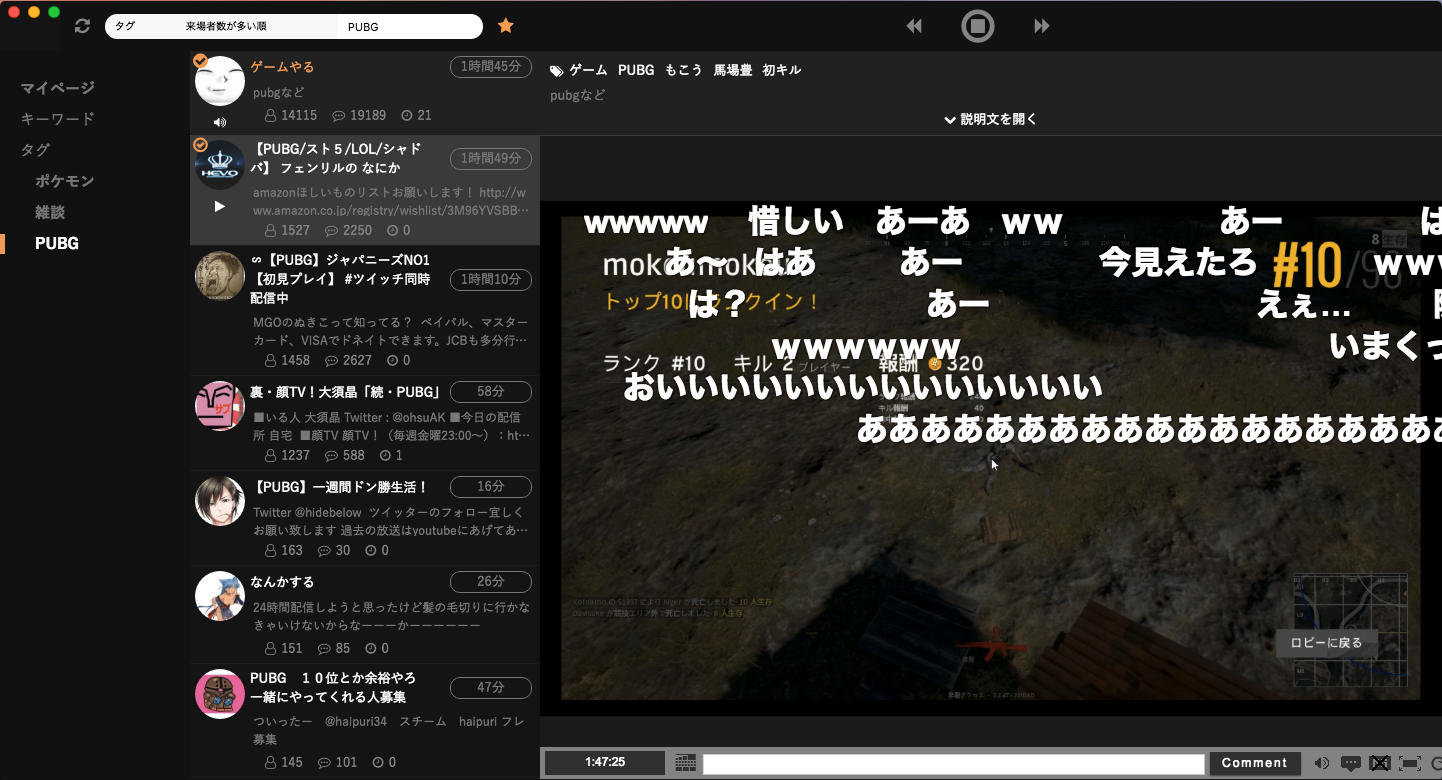 タグ
来場者数が多い順
PUBG
マイページ
キーワード
タグ
ポケモン
雑談
PUBG
ゲームやる
1時間45分
pubgなど
14115 19189 21
【PUBG/スト５/LOL/シャド
バ】 フェンリルの なにか
1時間49分
HEVO
amazonほしいものリストお願いします！ http://w
ww.amazon.co.jp/registry/wishlist/3M96YVSBB…
1527 2250 0
∽【PUBG】ジャパニーズNO1
【初見プレイ】 #ツイッチ同時
配信中
1時間10分
MGOのぬきこって知ってる？ ペイパル、マスター
カード、VISAでドネイトできます。JCBも多分行…
1458 2627 0
裏・顔TV！大須晶「続・PUBG」
58分
サブ
■いる人 大須晶 Twitter : @ohsuAK ■今日の配信
所 自宅 ■顔TV 顔TV！（毎週金曜23:00〜）：ht…
1237 588 1
【PUBG】一週間ドン勝生活！
16分
Twitter @hidebelow ツイッターのフォロー宜しく
お願い致します 過去の放送はyoutubeにあげてあ…
163 30 0
なんかする
26分
24時間配信しようと思ったけど髪の毛切りに行かな
きゃいけないからなーーーかーーーーーー
151 85 0
PUBG １０位とか余裕やろ
一緒にやってくれる人募集
47分
ついったー @haipuri34 スチーム haipuri フレ
募集
145 101 0
ゲーム PUBG もこう 馬場豊 初キル
pubgなど
説明文を開く
wwwww 惜しい あーあ ｗｗ あー は
8 生存
あ〜 はあ あー 今見えたろ #10 ｗｗｗ
は？ あー えぇ…
ｗｗｗｗｗｗ いまくっ
ランク #10 キル 2 プレイヤー 報酬 320
おいいいいいいいいいいいいいい
キル報酬 40
ああああああああああああああああああ
ロビーに戻る
1:47:25
Comment